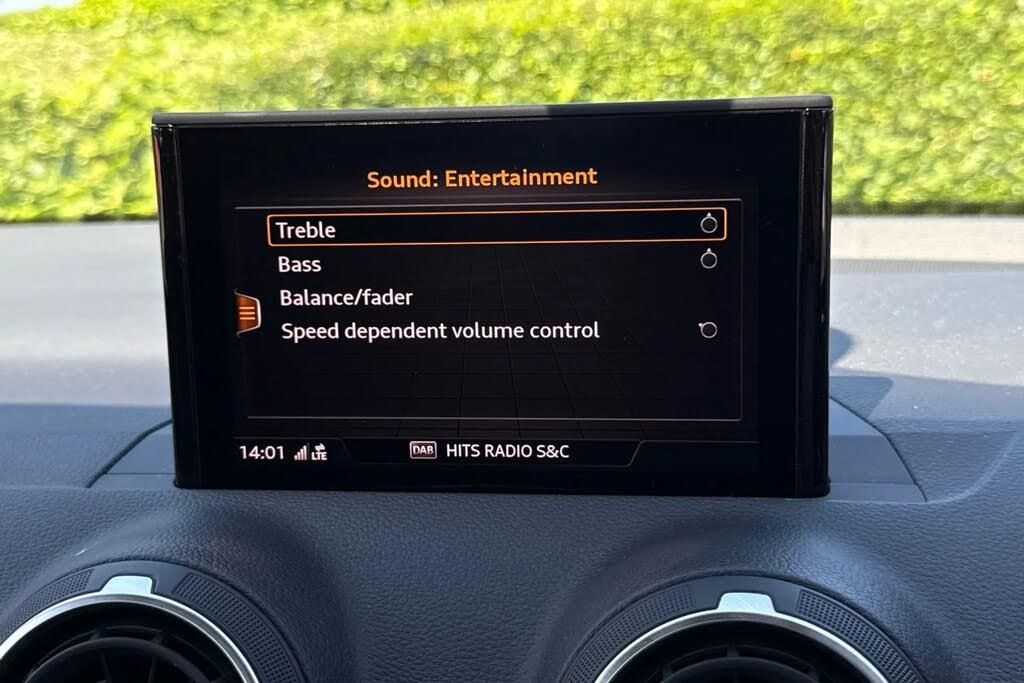 Sound: Entertainment
Treble
Bass
Balance/fader
Speed dependent volume control
14:01 LTE DAB HITS RADIO S&C